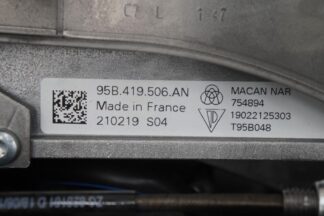 95B.419.506.AN
Made in France
210219 S04
MACAN NAR
754894
19022125303
T95B048